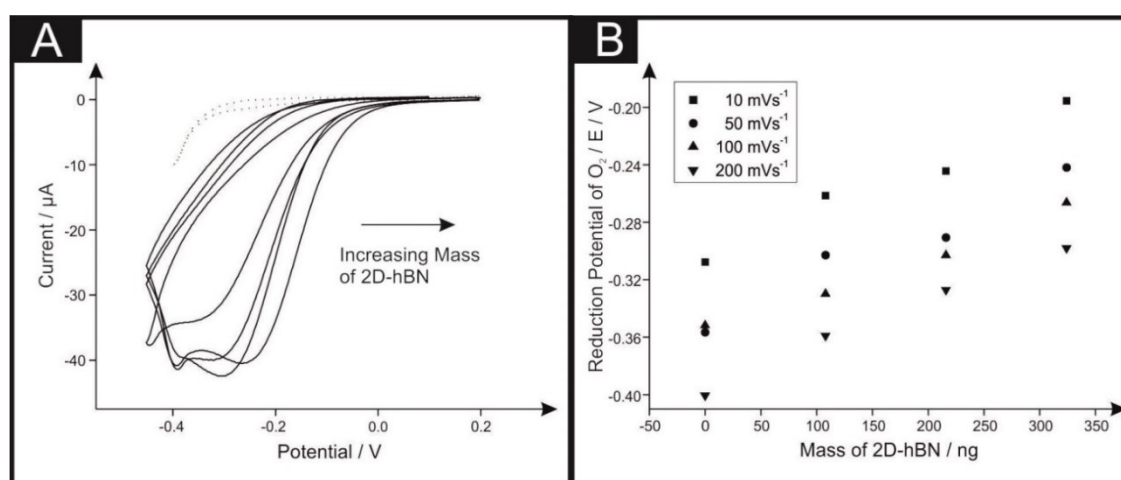 A
0
-10
-20
-30
-40
Current / µA
-0.4
-0.2
0.0
0.2
Potential / V
Increasing Mass
of 2D-hBN
B
10 mVs⁻¹
50 mVs⁻¹
100 mVs⁻¹
200 mVs⁻¹
-0.20
-0.24
-0.28
-0.32
-0.36
-0.40
Reduction Potential of O₂ / E / V
-50
0
50
100
150
200
250
300
350
Mass of 2D-hBN / ng